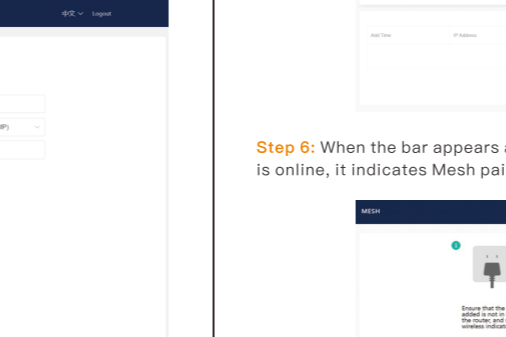 中文 Logout
IP)
Add Time IP Address
Step 6: When the bar appears
is online, it indicates Mesh pai
MESH
1
Ensure that the
added is not in
the router, and
wireless indicat